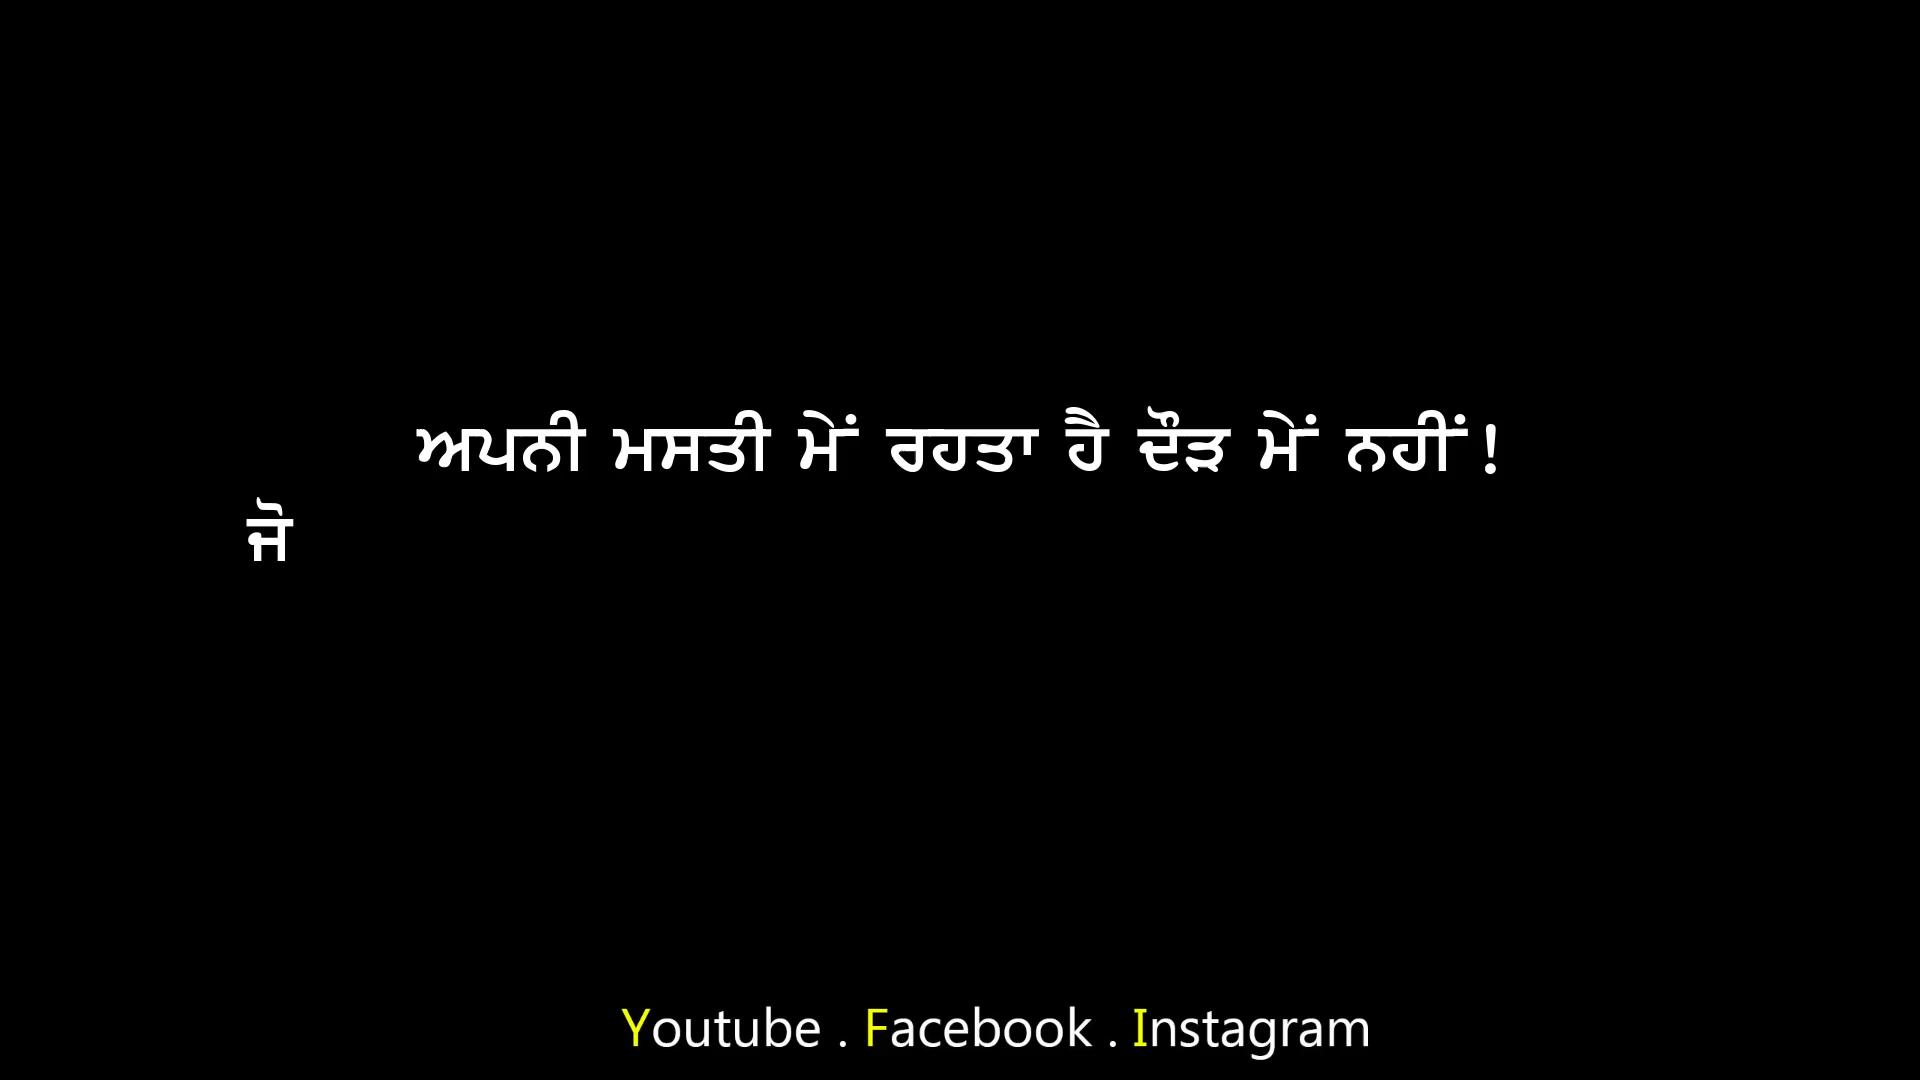 ਅਪਨੀ ਮਸਤੀ ਮੇਂ ਰਹਤਾ ਹੈ ਦੌੜ ਮੇਂ ਨਹੀਂ!
ਜੋ
Youtube . Facebook . Instagram